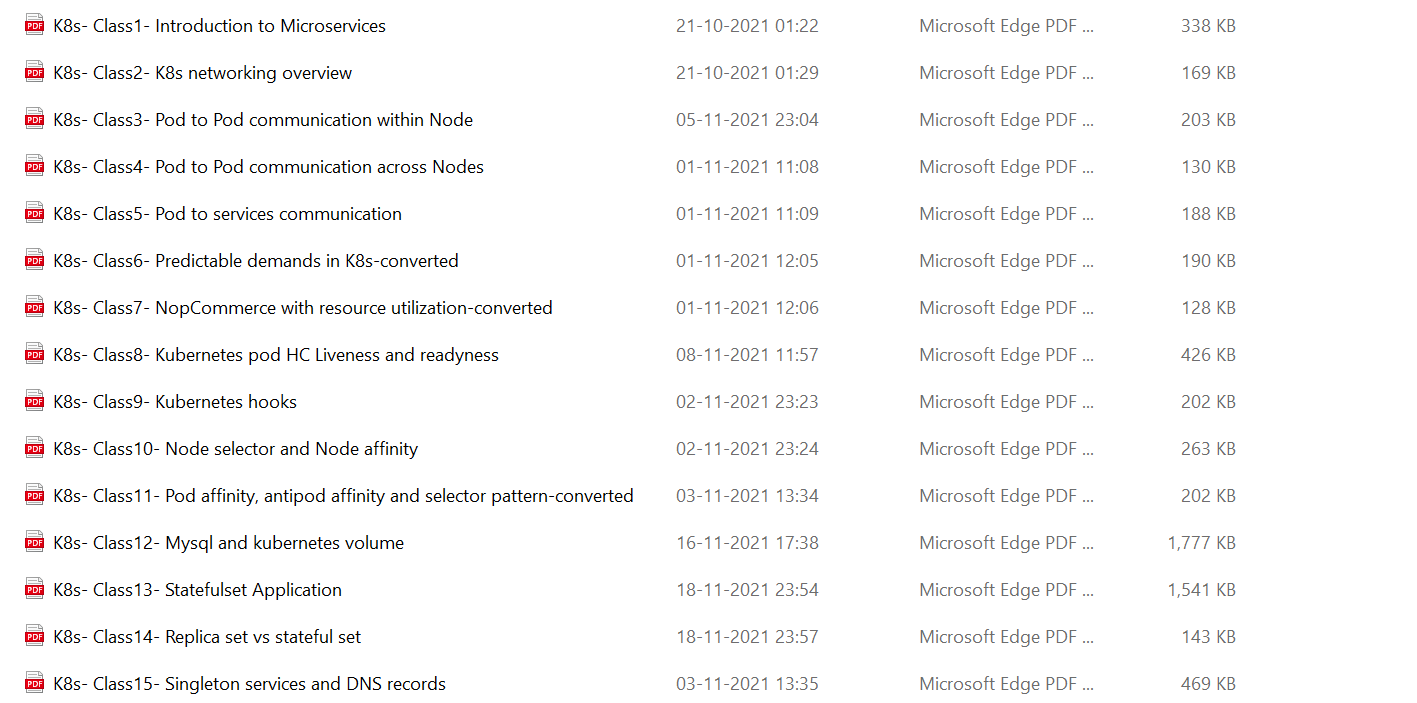 K8s- Class1- Introduction to Microservices 21-10-2021 01:22 Microsoft Edge PDF ... 338 KB
K8s- Class2- K8s networking overview 21-10-2021 01:29 Microsoft Edge PDF ... 169 KB
K8s- Class3- Pod to Pod communication within Node 05-11-2021 23:04 Microsoft Edge PDF ... 203 KB
K8s- Class4- Pod to Pod communication across Nodes 01-11-2021 11:08 Microsoft Edge PDF ... 130 KB
K8s- Class5- Pod to services communication 01-11-2021 11:09 Microsoft Edge PDF ... 188 KB
K8s- Class6- Predictable demands in K8s-converted 01-11-2021 12:05 Microsoft Edge PDF ... 190 KB
K8s- Class7- NopCommerce with resource utilization-converted 01-11-2021 12:06 Microsoft Edge PDF ... 128 KB
K8s- Class8- Kubernetes pod HC Liveness and readyness 08-11-2021 11:57 Microsoft Edge PDF ... 426 KB
K8s- Class9- Kubernetes hooks 02-11-2021 23:23 Microsoft Edge PDF ... 202 KB
K8s- Class10- Node selector and Node affinity 02-11-2021 23:24 Microsoft Edge PDF ... 263 KB
K8s- Class11- Pod affinity, antipod affinity and selector pattern-converted 03-11-2021 13:34 Microsoft Edge PDF ... 202 KB
K8s- Class12- Mysql and kubernetes volume 16-11-2021 17:38 Microsoft Edge PDF ... 1,777 KB
K8s- Class13- Statefulset Application 18-11-2021 23:54 Microsoft Edge PDF ... 1,541 KB
K8s- Class14- Replica set vs stateful set 18-11-2021 23:57 Microsoft Edge PDF ... 143 KB
K8s- Class15- Singleton services and DNS records 03-11-2021 13:35 Microsoft Edge PDF ... 469 KB